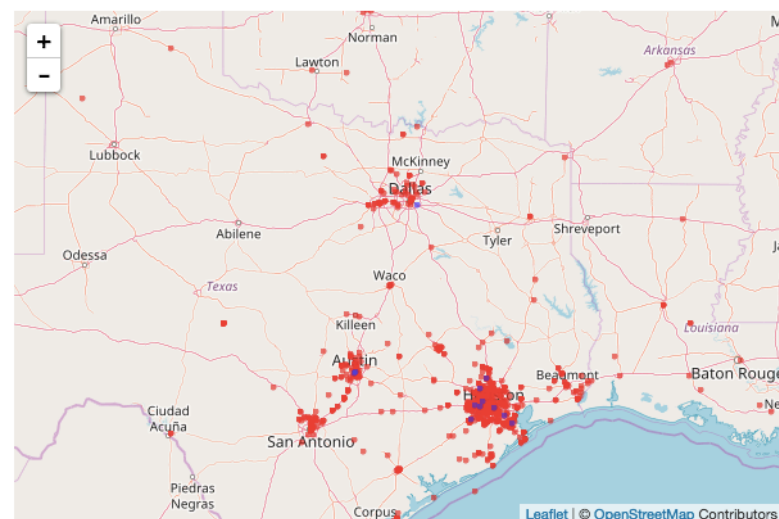 Amarillo
Norman
Arkansas
+
Lawton
-
Lubbock
McKinney
Dallas
Abilene
Tyler
Shreveport
Odessa
Waco
Texas
Killeen
Louisiana
Austin
Beaumont
Baton Roug
Ciudad
Acuña
San Antonio
Piedras
Negras
Corpus
Leaflet | © OpenStreetMap Contributors